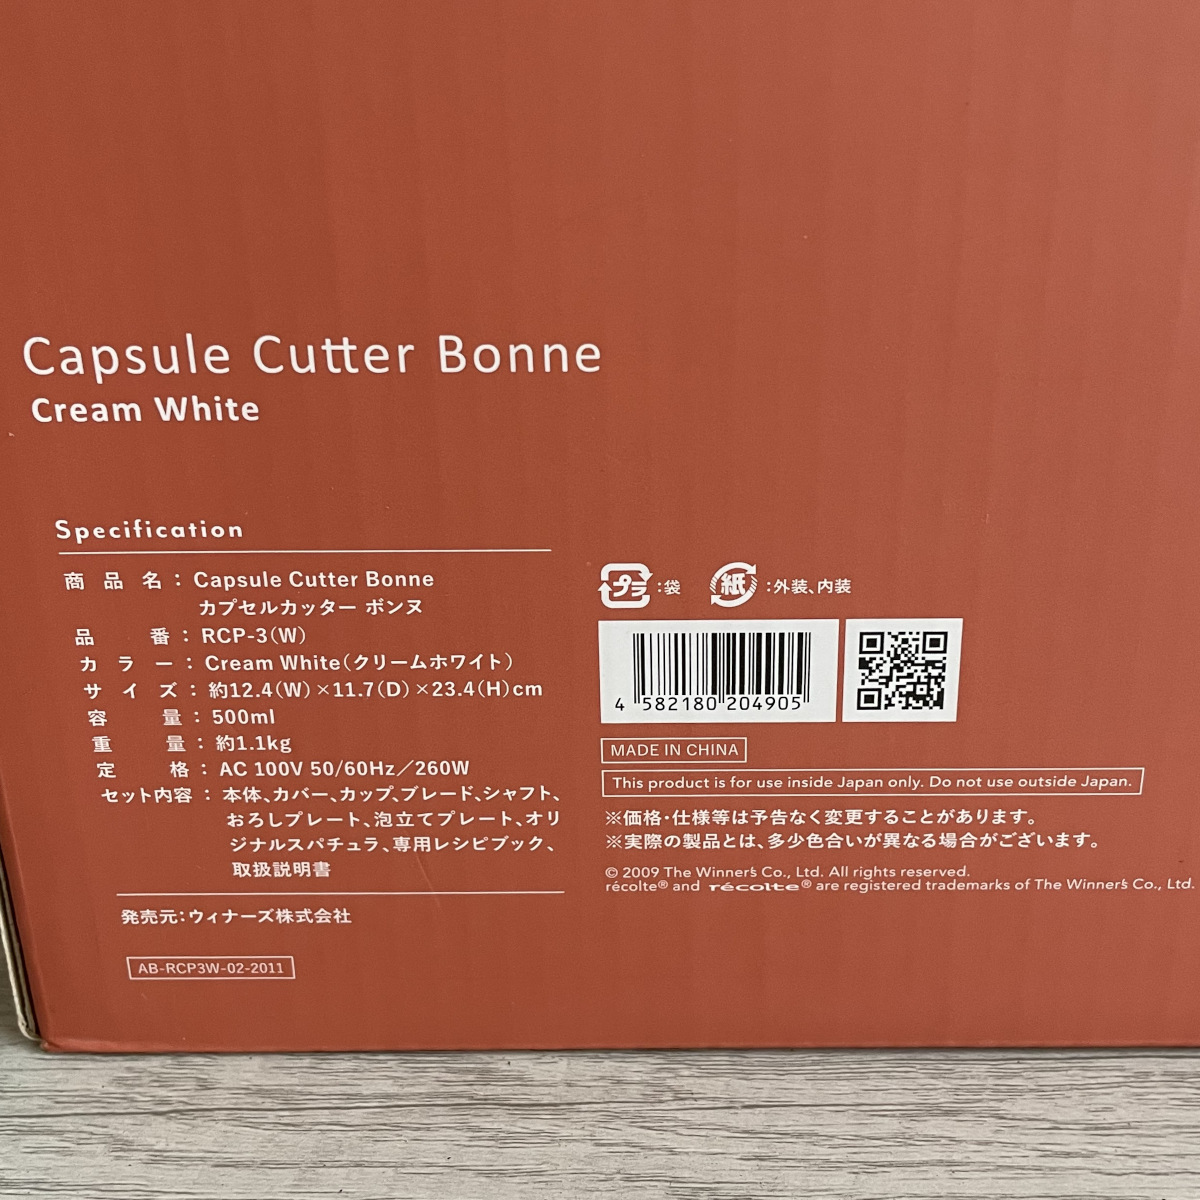 Capsule Cutter Bonne
Cream White
Specification
商品名：Capsule Cutter Bonne
カプセルカッター ボンヌ
品番：RCP-3(W)
カラー：Cream White(クリームホワイト)
サイズ：約12.4(W)×11.7(D)×23.4(H)cm
容量：500ml
重量：約1.1kg
定格：AC 100V 50/60Hz／260W
セット内容：本体、カバー、カップ、ブレード、シャフト、
おろしプレート、泡立てプレート、オリ
ジナルスパチュラ、専用レシピブック、
取扱説明書
発売元：ウィナーズ株式会社
AB-RCP3W-02-2011
プラ：袋 紙：外装、内装
4 582180 204905
MADE IN CHINA
This product is for use inside Japan only. Do not use outside Japan.
※価格・仕様等は予告なく変更することがあります。
※実際の製品とは、多少色合いが異なる場合がございます。
© 2009 The Winner's Co., Ltd. All rights reserved.
récolte® and récolte® are registered trademarks of The Winner's Co., Ltd.